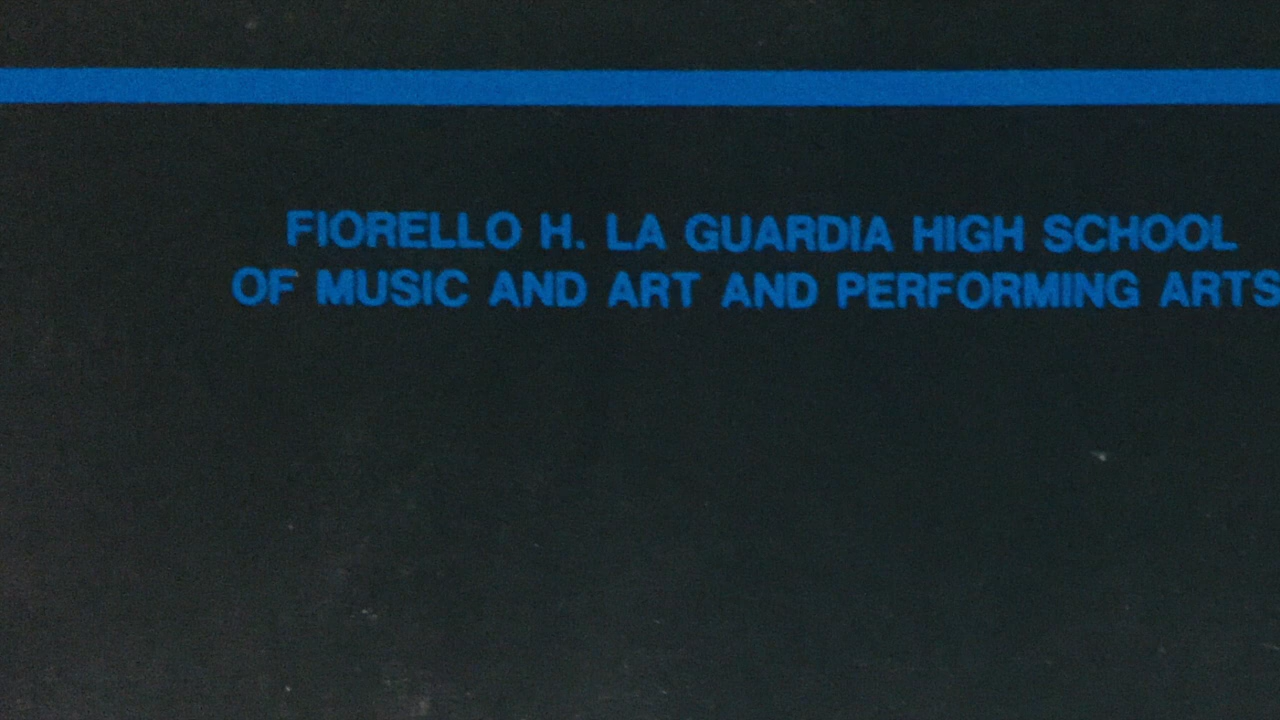 FIORELLO H. LA GUARDIA HIGH SCHOOL
OF MUSIC AND ART AND PERFORMING ARTS